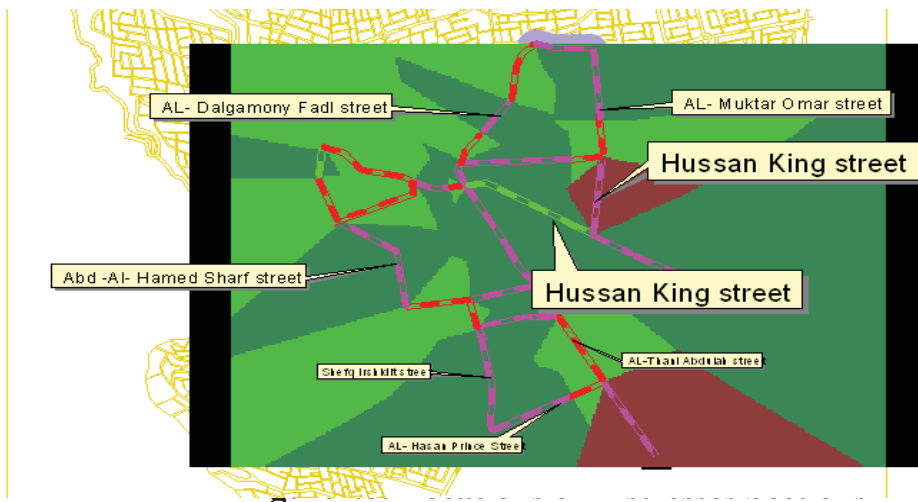 AL- Dalgamony Fadl street
AL- Muktar Omar street
Hussan King street
Abd -Al- Hamed Sharf street
Hussan King street
AL-Thani Abdulah street
street
AL- Hasan Prince Street